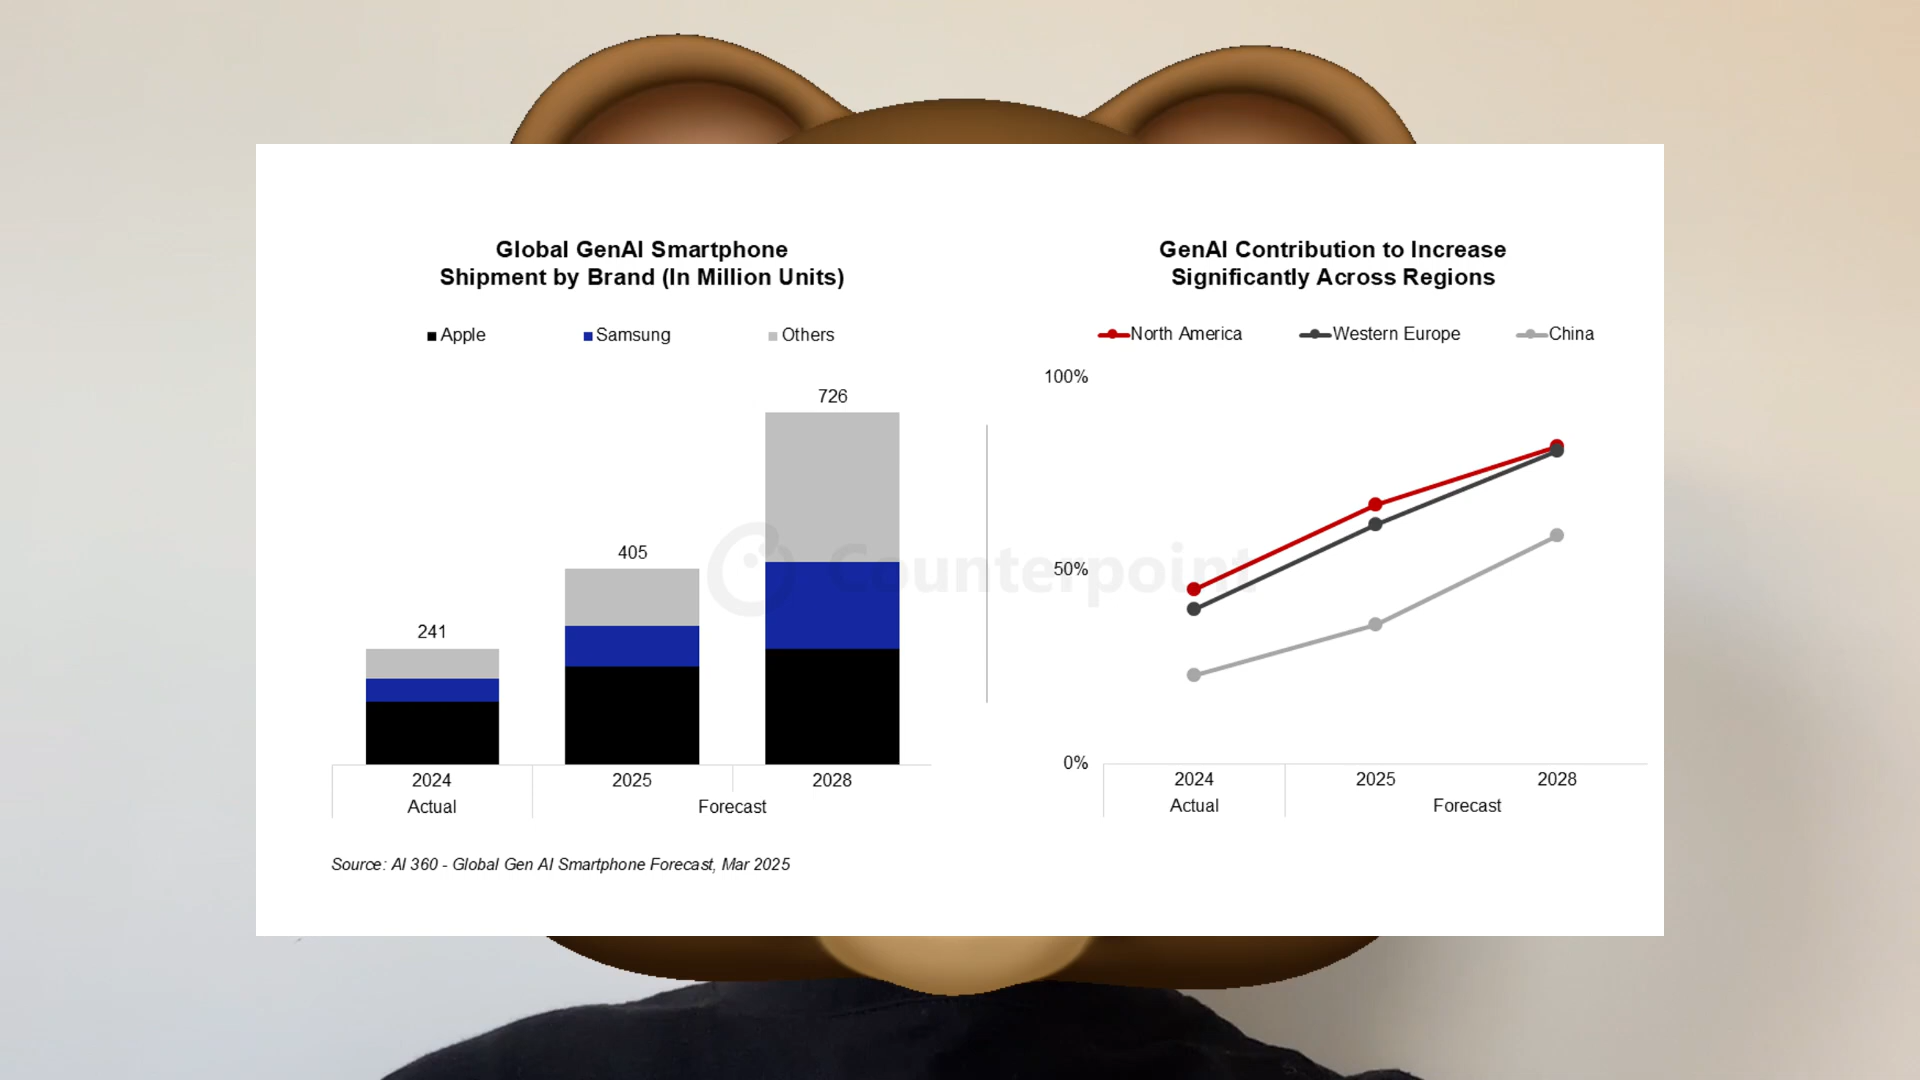 Global GenAI Smartphone
Shipment by Brand (In Million Units)
Apple
Samsung
Others
726
405
241
2024
2025
2028
Actual
Forecast
Source: AI 360 - Global Gen AI Smartphone Forecast, Mar 2025
GenAI Contribution to Increase
Significantly Across Regions
North America
Western Europe
China
100%
50%
0%
2024
2025
2028
Actual
Forecast
Counterpoint